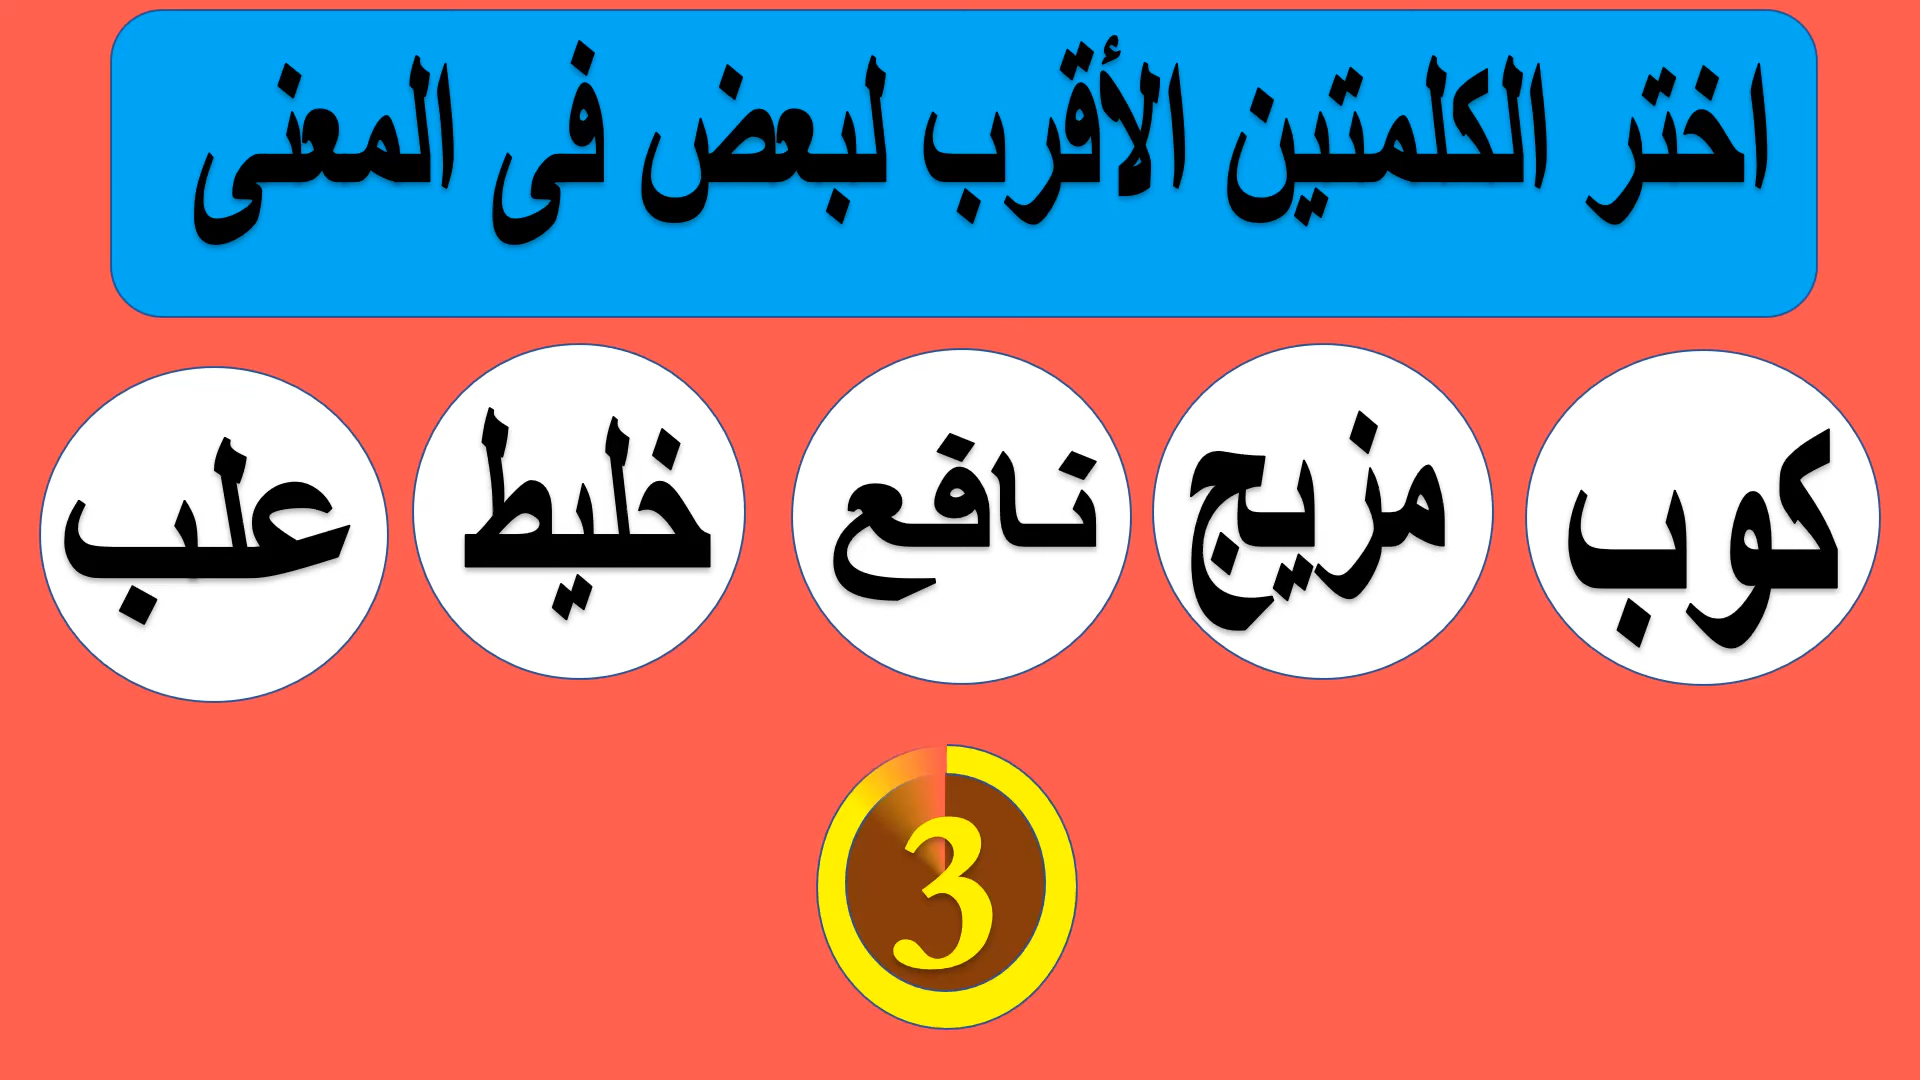 اختر الكلمتين الأقرب لبعض فى المعنى
كوب مزيج نافع خليط علب
3